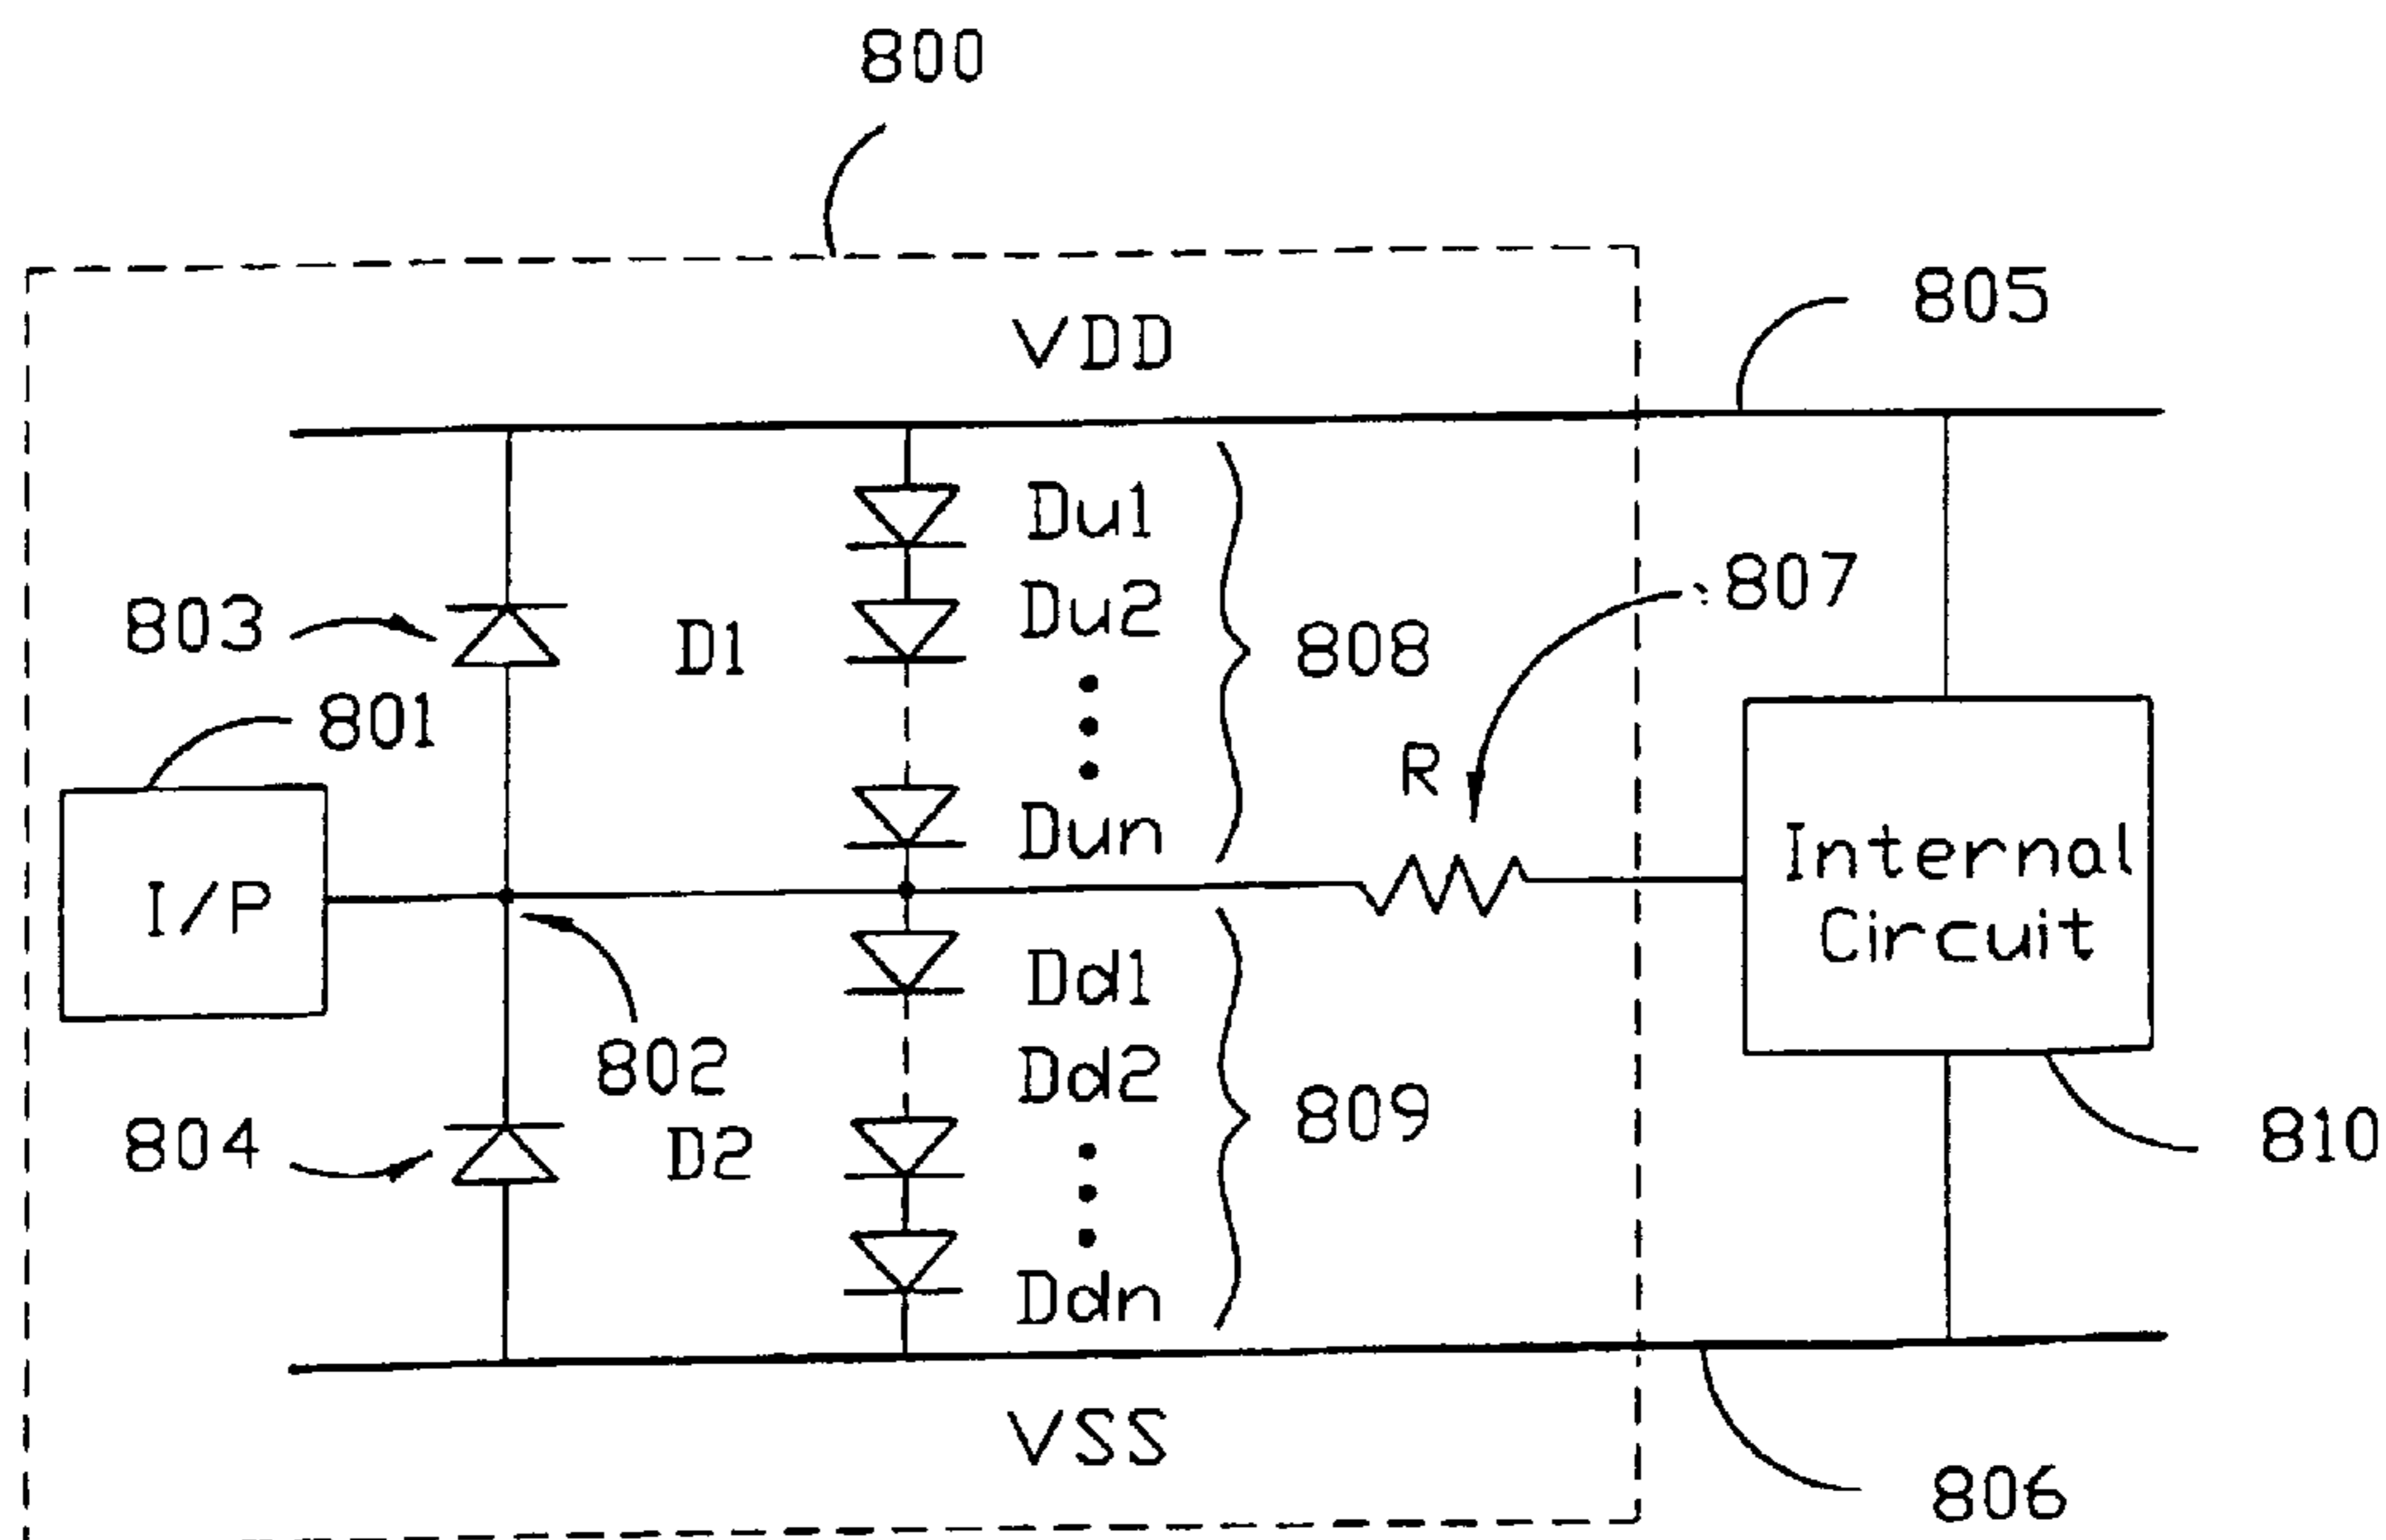 800
805
VDD
Du1
803
D1
Du2
808
807
801
R
Dun
I/P
Internal
Circuit
Dd1
802
Dd2
809
804
D2
810
Ddn
VSS
806